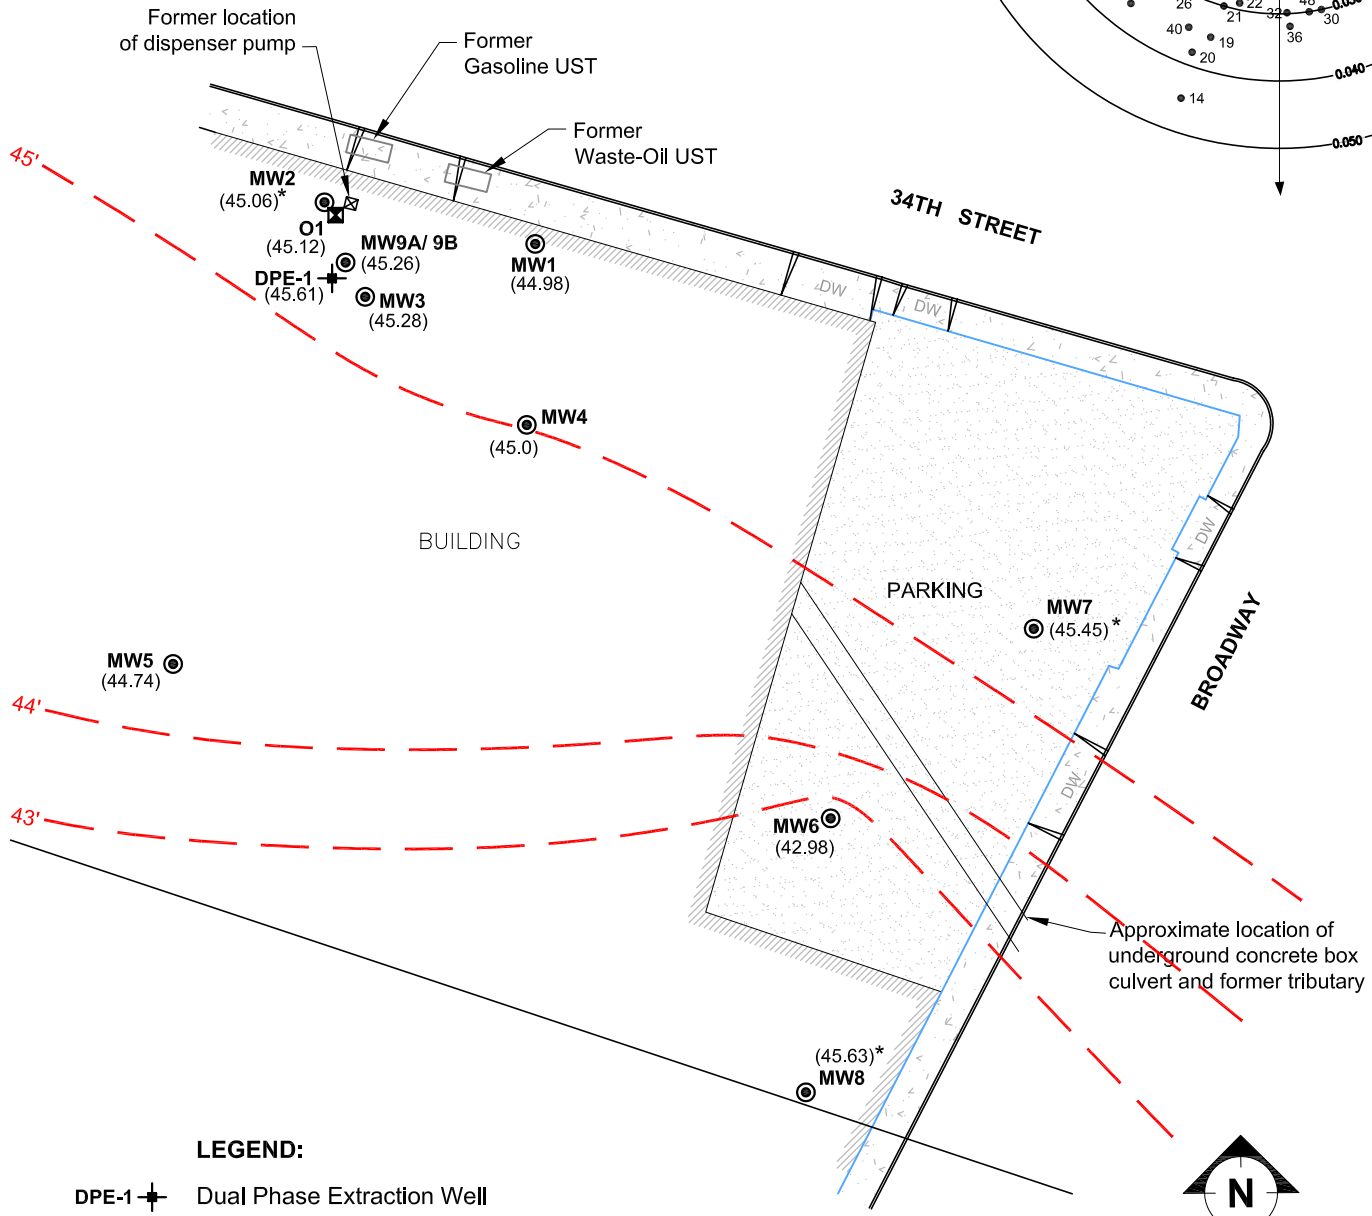 Former location
of dispenser pump
Former
Gasoline UST
Former
Waste-Oil UST
26
22
21
32
48
30
36
40
19
20
14
0.040
0.050
34TH STREET
45'
MW2
(45.06)*
O1
(45.12)
MW9A/ 9B
(45.26)
DPE-1
(45.61)
MW3
(45.28)
MW1
(44.98)
DW
DW
MW4
(45.0)
BUILDING
PARKING
DW
MW7
(45.45)*
BROADWAY
MW5
(44.74)
44'
DW
43'
MW6
(42.98)
Approximate location of
underground concrete box
culvert and former tributary
(45.63)*
MW8
LEGEND:
DPE-1 Dual Phase Extraction Well
N